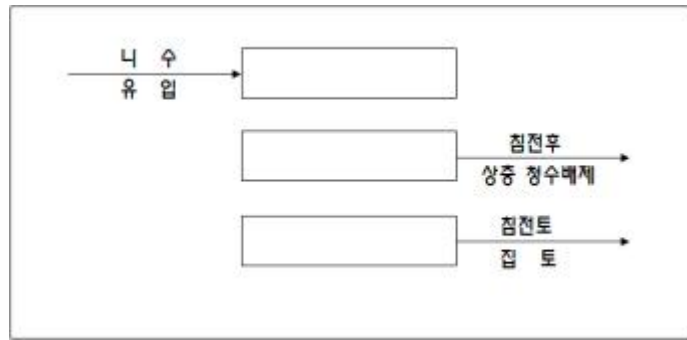 니 수
유 입
침전후
상층 청수배제
침전토
집 토